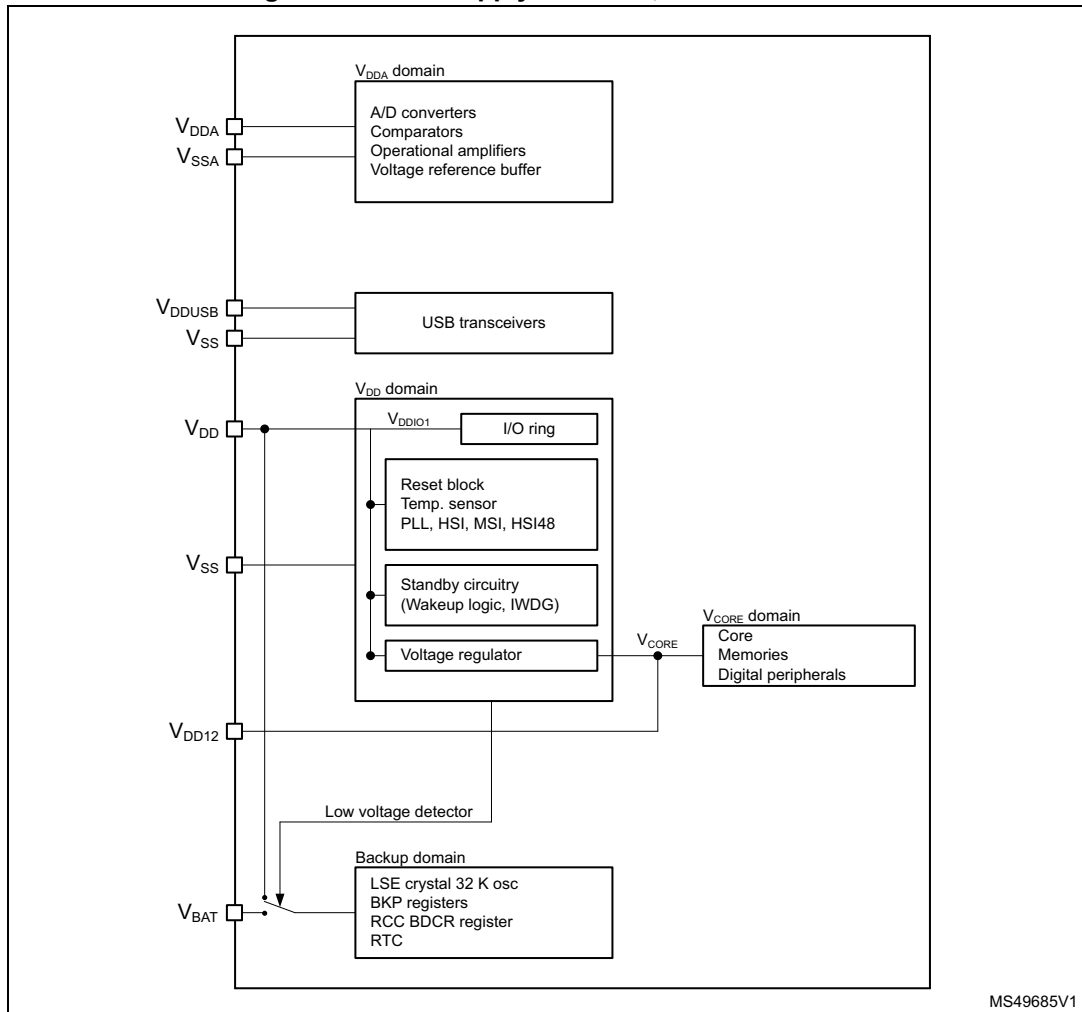 V_DDA domain
A/D converters
Comparators
Operational amplifiers
Voltage reference buffer
V_DDA
V_SSA
V_DDUSB
V_SS
USB transceivers
V_DD domain
V_DD
V_DDIO1
I/O ring
Reset block
Temp. sensor
PLL, HSI, MSI, HSI48
V_SS
Standby circuitry
(Wakeup logic, IWDG)
Voltage regulator
V_CORE
V_CORE domain
Core
Memories
Digital peripherals
V_DD12
Low voltage detector
Backup domain
LSE crystal 32 K osc
BKP registers
RCC BDCR register
RTC
V_BAT
MS49685V1